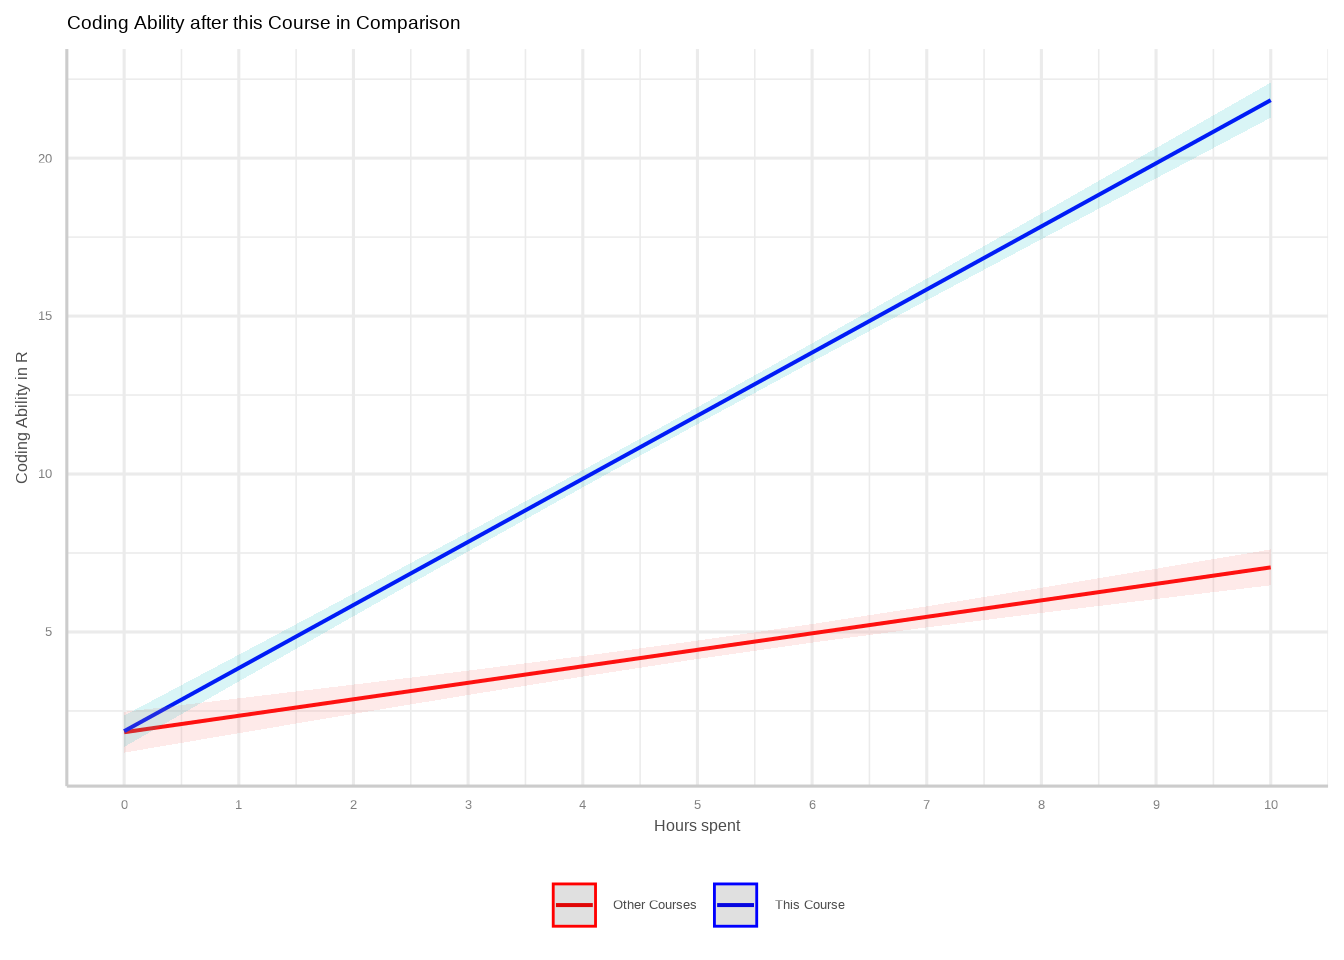 Coding Ability after this Course in Comparison
Coding Ability in R
20
15
10
5
0 1 2 3 4 5 6 7 8 9 10
Hours spent
Other Courses This Course